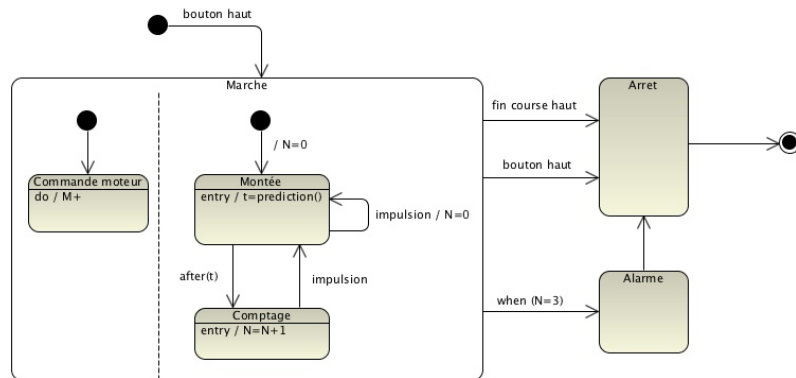 bouton haut
Marche
Arret
fin course haut
/ N=0
bouton haut
Commande moteur
do / M+
Montée
entry / t=prediction()
impulsion / N=0
after(t)
impulsion
Alarme
when (N=3)
Comptage
entry / N=N+1